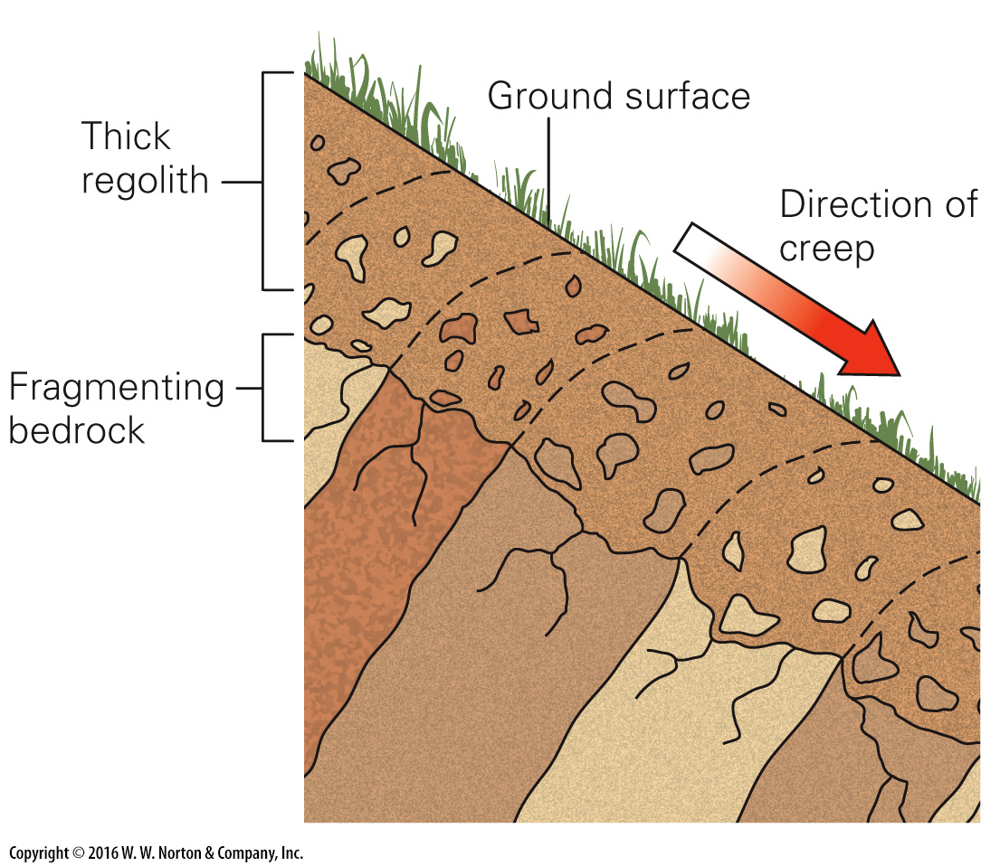 Ground surface
Thick
regolith
Direction of
creep
Fragmenting
bedrock
Copyright © 2016 W. W. Norton & Company, Inc.